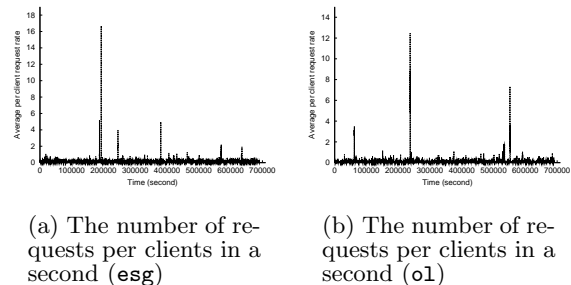 18
16
14
12
10
8
6
4
2
0
Average per client request rate
0 100000 200000 300000 400000 500000 600000 700000
Time (second)
14
12
10
8
6
4
2
0
Average per client request rate
0 100000 200000 300000 400000 500000 600000 700000
Time (second)
(a) The number of re-
quests per clients in a
second (esg)
(b) The number of re-
quests per clients in a
second (ol)